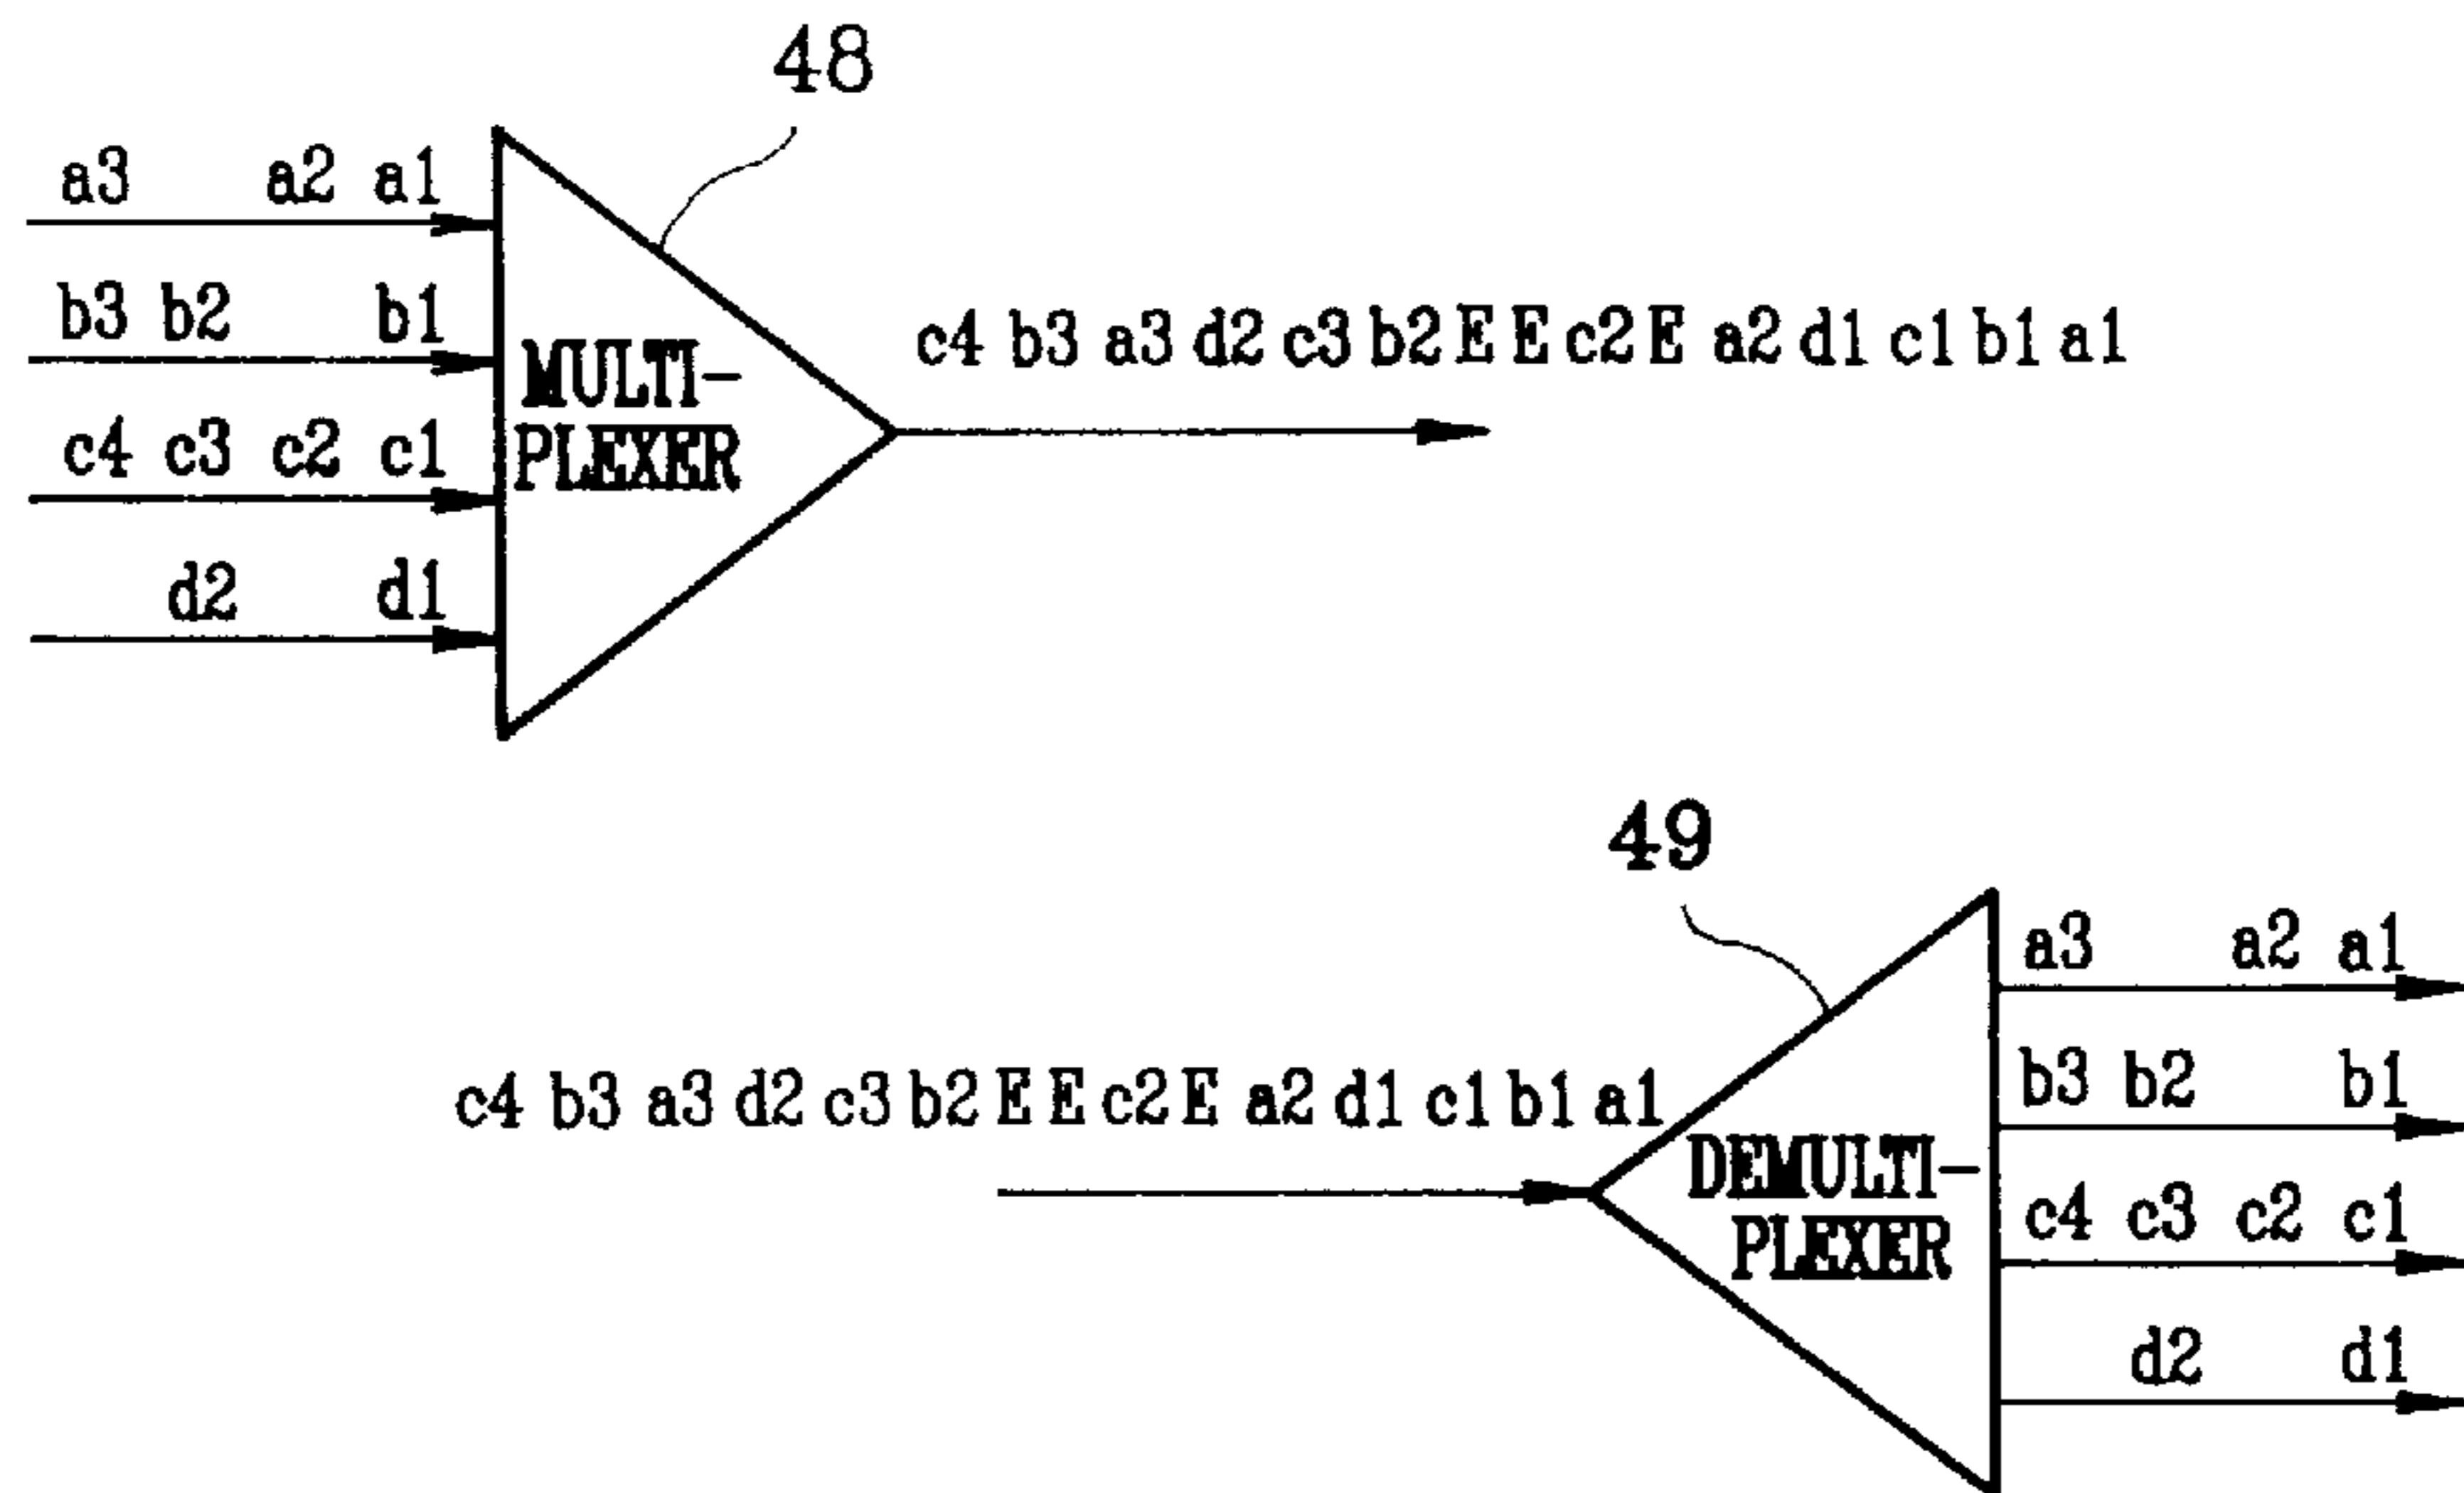 48
a3 a2 a1
b3 b2 b1
c4 c3 c2 c1
d2 d1
MULTI-
PLEXER
c4 b3 a3 d2 c3 b2 E E c2 E a2 d1 c1 b1 a1
49
c4 b3 a3 d2 c3 b2 E E c2 E a2 d1 c1 b1 a1
DEMULTI-
PLEXER
a3 a2 a1
b3 b2 b1
c4 c3 c2 c1
d2 d1